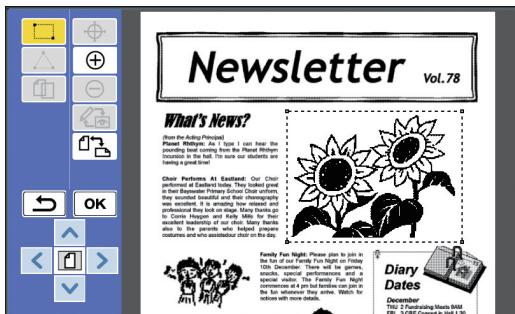 Newsletter Vol. 78
What's News?
(from the Acting Principal)
Planet Rhthym: As I type I can hear the
pounding beat coming from the Planet Rhthym
Incursion in the hall. I'm sure our students are
having a great time!
Choir Performs At Eastland: Our Choir
performed at Eastland today. They looked great
in their Bayswater Primary School Choir uniform,
they sounded beautiful and their choreography
was excellent. It is amazing how relaxed and
professional they look on stage. Many thanks go
to Corrie Huygen and Kelly Mills for their
excellent leadership of our choir. Many thanks
also to the parents who helped prepare
costumes and who assistedour choir on the day.
OK
Family Fun Night: Please plan to join in
the fun of our Family Fun Night on Friday
10th December. There will be games,
snacks, special performances and a
special visitor. The Family Fun Night
commences at 4 pm but families can join in
the fun whenever they arrive. Watch for
notices with more details.
Diary
Dates
December
THU 2 Fundraising Meets 9AM